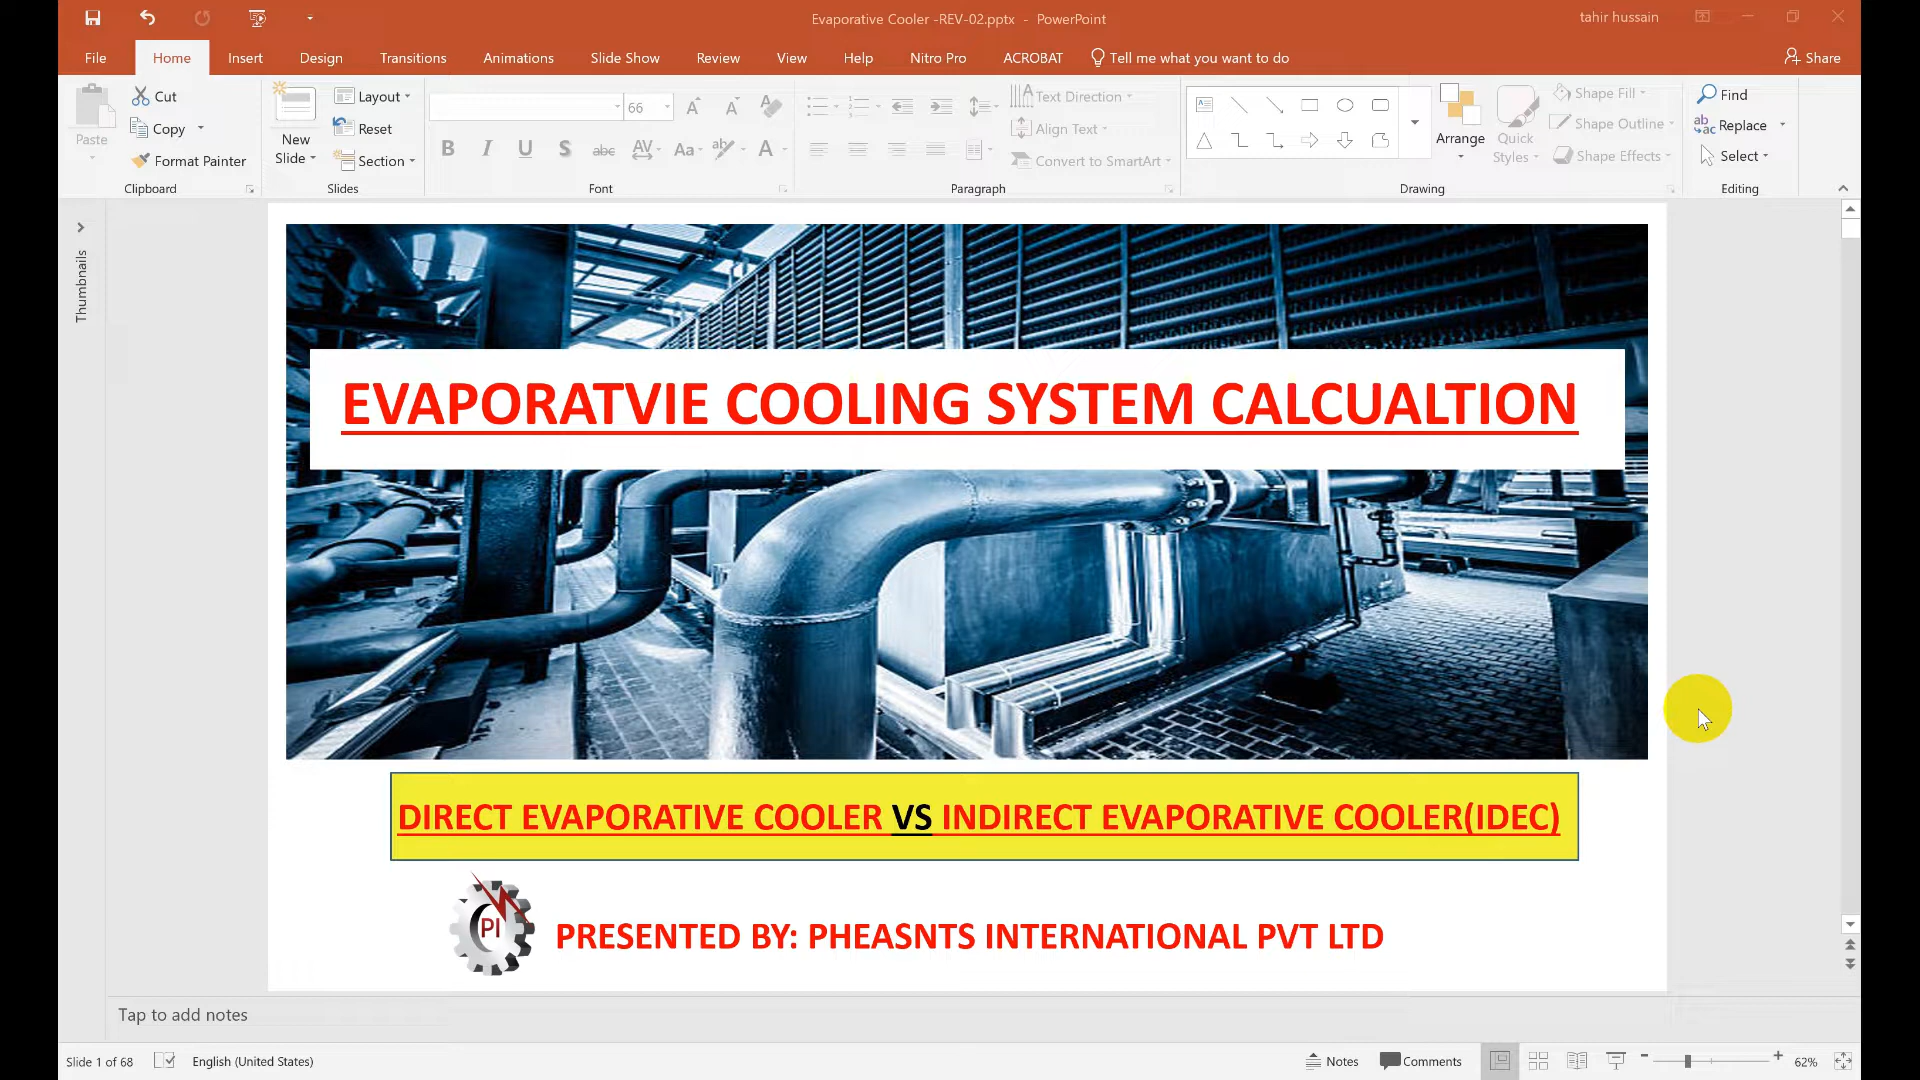 Evaporative Cooler -REV-02.pptx - PowerPoint
tahir hussain
File Home Insert Design Transitions Animations Slide Show Review View Help Nitro Pro ACROBAT Tell me what you want to do Share
Paste
Cut
Copy
Format Painter
Clipboard
New
Slide
Layout
Reset
Section
Slides
66
B I U S abc AV Aa A
Font
Text Direction
Align Text
Convert to SmartArt
Paragraph
Arrange
Quick
Styles
Shape Fill
Shape Outline
Shape Effects
Drawing
Find
Replace
Select
Editing
Thumbnails
EVAPORATVIE COOLING SYSTEM CALCUALTION
DIRECT EVAPORATIVE COOLER VS INDIRECT EVAPORATIVE COOLER(IDEC)
PI
PRESENTED BY: PHEASNTS INTERNATIONAL PVT LTD
Tap to add notes
Slide 1 of 68 English (United States) Notes Comments 62%